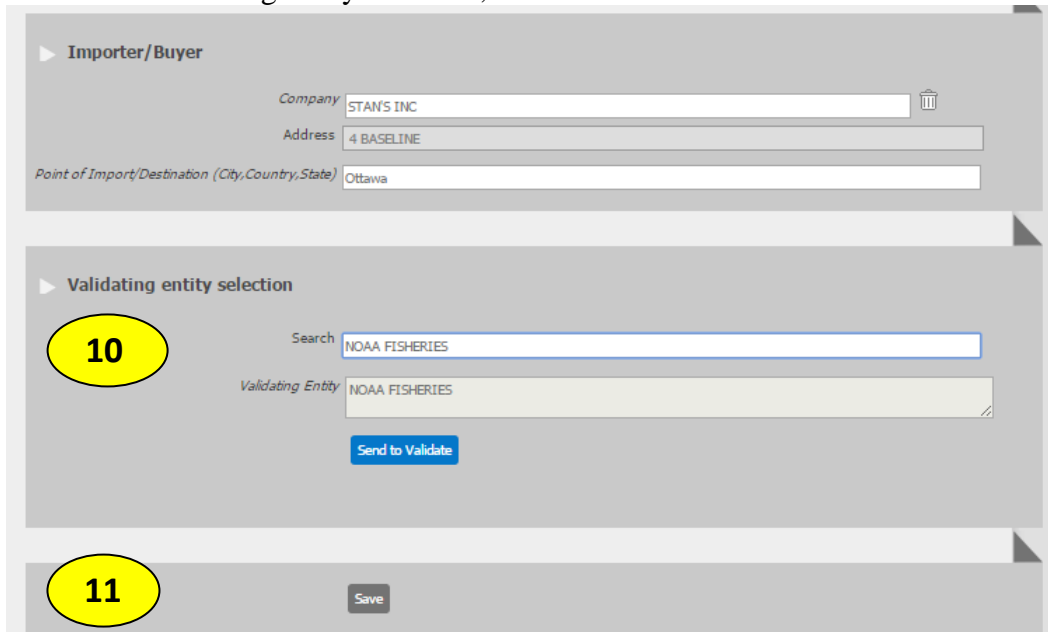 Importer/Buyer
Company STAN'S INC
Address 4 BASELINE
Point of Import/Destination (City,Country,State) Ottawa
Validating entity selection
10
Search NOAA FISHERIES
Validating Entity NOAA FISHERIES
Send to Validate
11
Save